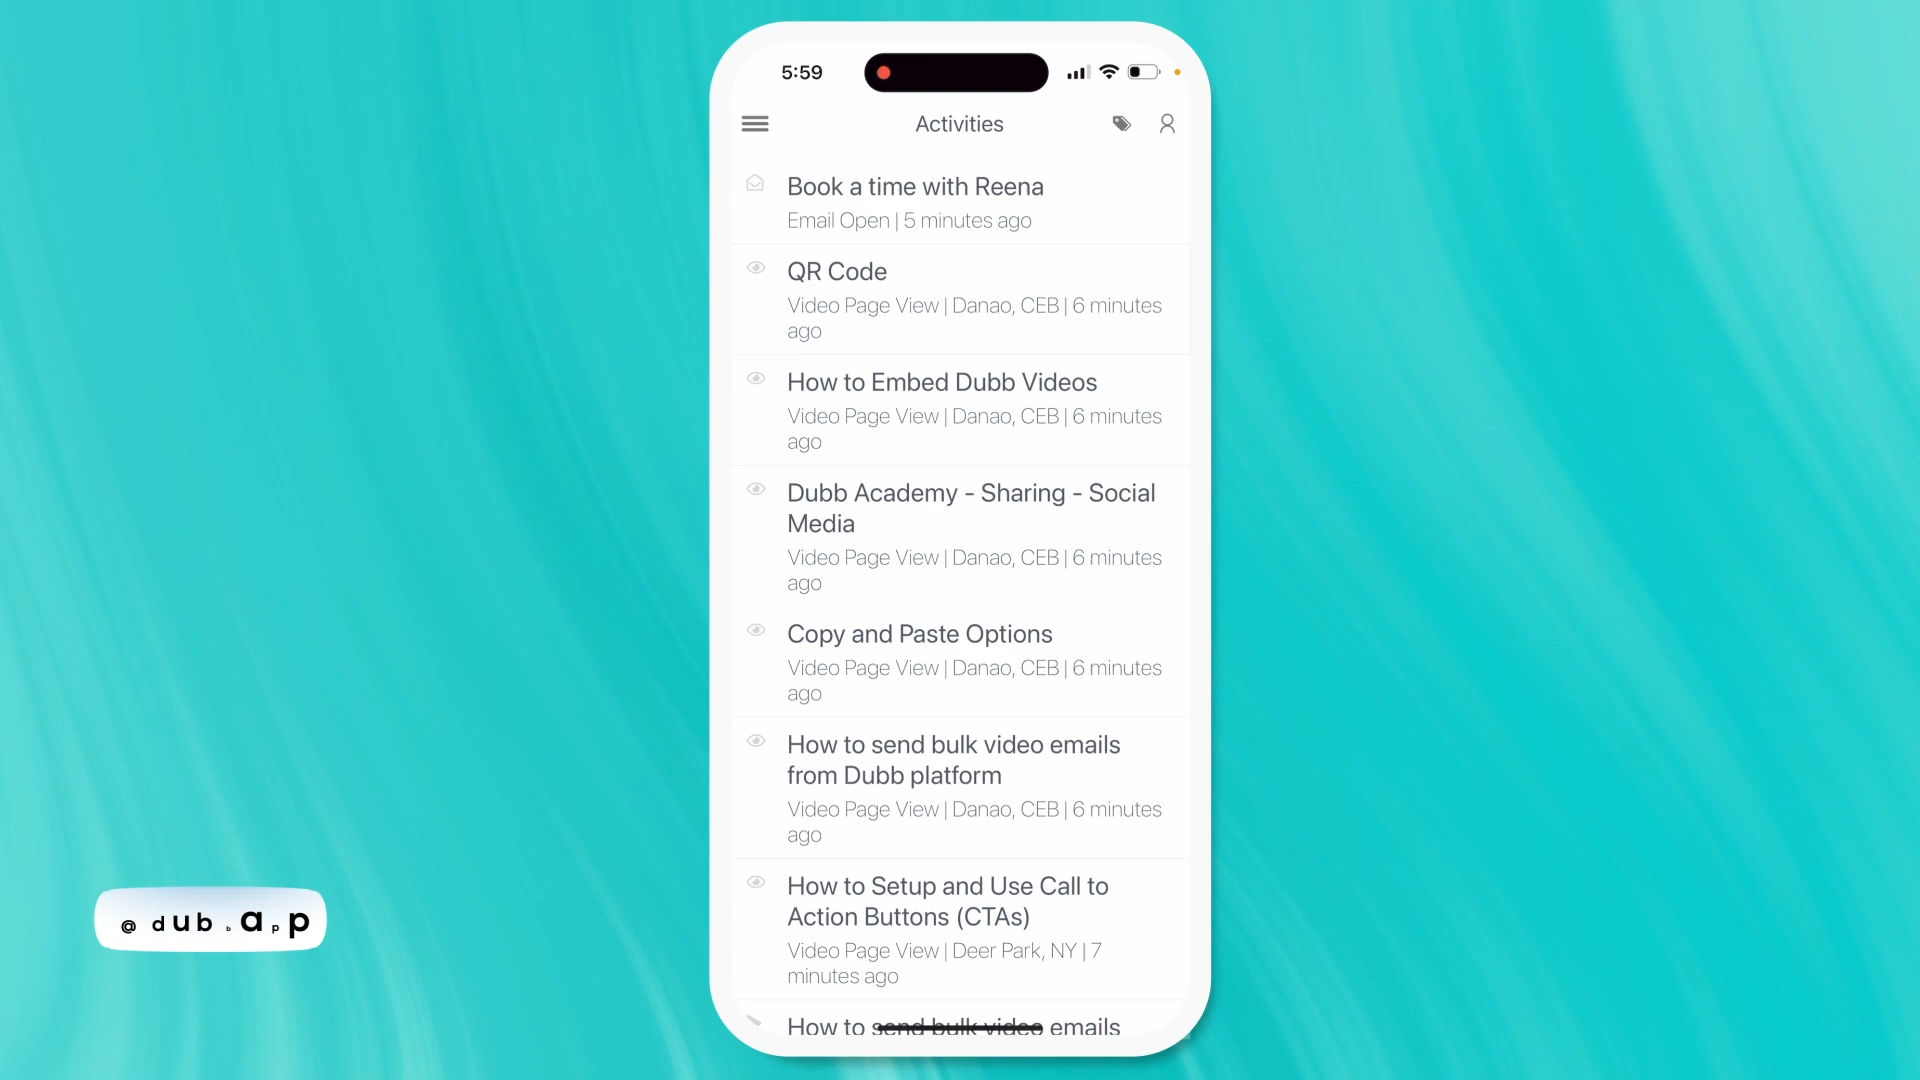 5:59
Activities
Book a time with Reena
Email Open | 5 minutes ago
QR Code
Video Page View | Danao, CEB | 6 minutes
ago
How to Embed Dubb Videos
Video Page View | Danao, CEB | 6 minutes
ago
Dubb Academy - Sharing - Social
Media
Video Page View | Danao, CEB | 6 minutes
ago
Copy and Paste Options
Video Page View | Danao, CEB | 6 minutes
ago
How to send bulk video emails
from Dubb platform
Video Page View | Danao, CEB | 6 minutes
ago
How to Setup and Use Call to
Action Buttons (CTAs)
Video Page View | Deer Park, NY | 7
minutes ago
How to send bulk video emails
@dubb.app